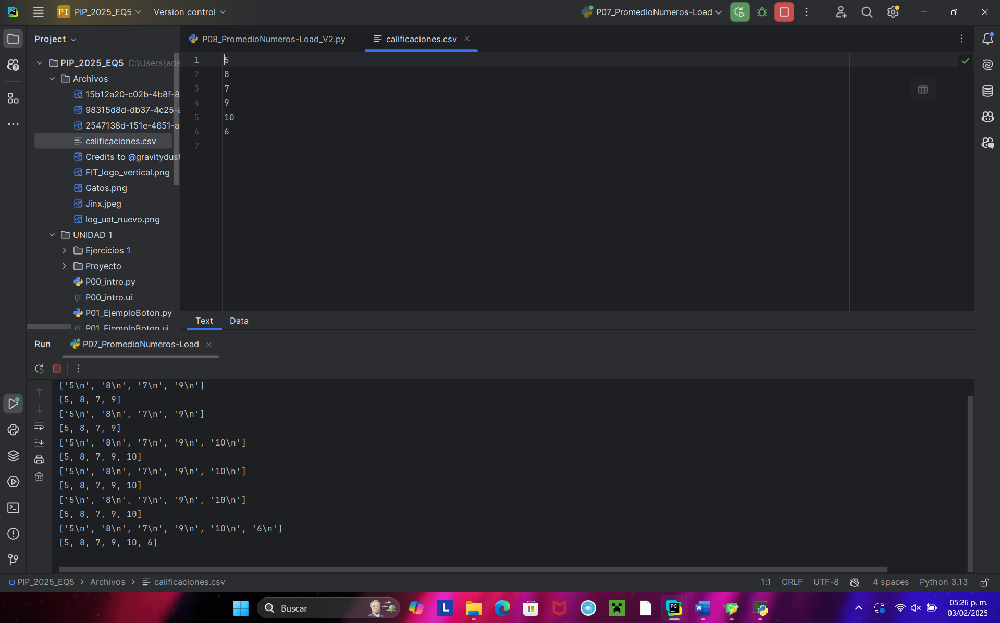 PC
PI PIP_2025_EQ5 Version control P07_PromedioNumeros-Load
Project
P08_PromedioNumeros-Load_V2.py calificaciones.csv
PIP_2025_EQ5 C:\Users\ade
Archivos
15b12a20-c02b-4b8f-8
98315d8d-db37-4c25-a
2547138d-151e-4651-a
calificaciones.csv
Credits to @gravitydust
FIT_logo_vertical.png
Gatos.png
Jinx.jpeg
log_uat_nuevo.png
UNIDAD 1
Ejercicios 1
Proyecto
P00_intro.py
QT P00_intro.ui
P01_EjemploBoton.py
QT P01_EjemploBoton.ui
1 5
2 8
3 7
4 9
5 10
6 6
7
Text Data
Run P07_PromedioNumeros-Load
['5\n', '8\n', '7\n', '9\n']
[5, 8, 7, 9]
['5\n', '8\n', '7\n', '9\n']
[5, 8, 7, 9]
['5\n', '8\n', '7\n', '9\n', '10\n']
[5, 8, 7, 9, 10]
['5\n', '8\n', '7\n', '9\n', '10\n']
[5, 8, 7, 9, 10]
['5\n', '8\n', '7\n', '9\n', '10\n']
[5, 8, 7, 9, 10]
['5\n', '8\n', '7\n', '9\n', '10\n', '6\n']
[5, 8, 7, 9, 10, 6]
PIP_2025_EQ5 > Archivos > calificaciones.csv
1:1 CRLF UTF-8 4 spaces Python 3.13
Buscar L PC W Qt
05:26 p. m.
03/02/2025